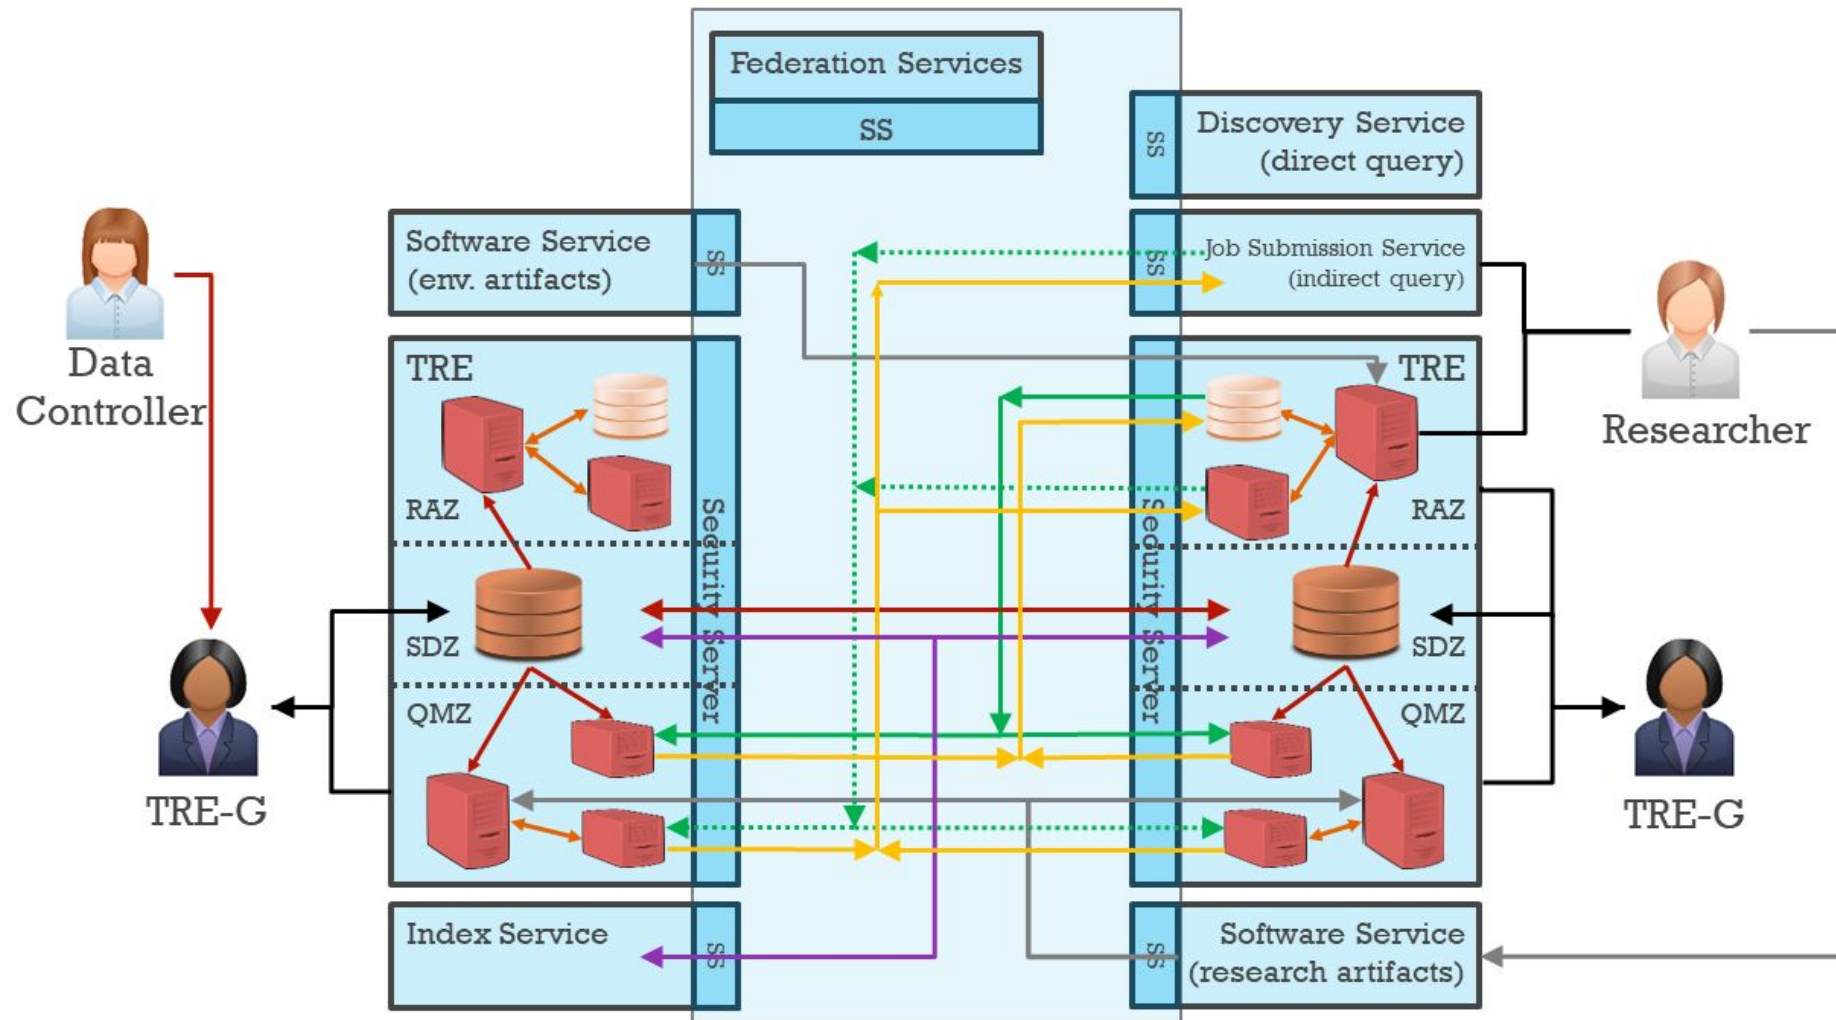 Federation Services
SS
SS
Discovery Service
(direct query)
Software Service
(env. artifacts)
SS
SS
Job Submission Service
(indirect query)
Data
Controller
TRE
RAZ
SDZ
QMZ
Security Server
Security Server
TRE
RAZ
SDZ
QMZ
Researcher
TRE-G
TRE-G
Index Service
SS
SS
Software Service
(research artifacts)